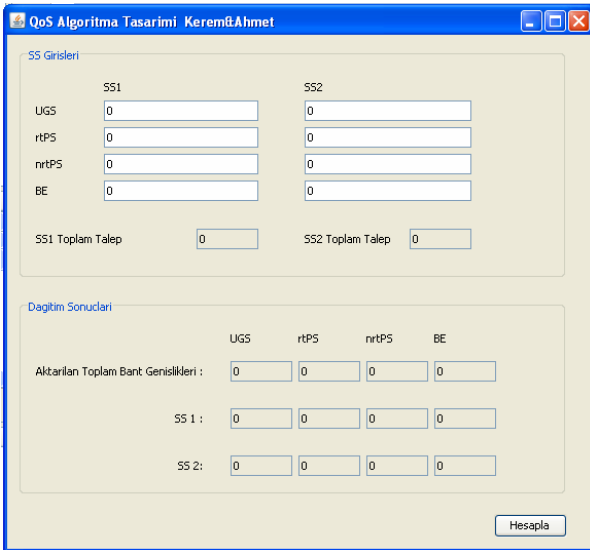 QoS Algoritma Tasarimi Kerem&Ahmet
SS Girisleri
SS1 SS2
UGS 0 0
rtPS 0 0
nrtPS 0 0
BE 0 0
SS1 Toplam Talep 0 SS2 Toplam Talep 0
Dagitim Sonuclari
UGS rtPS nrtPS BE
Aktarilan Toplam Bant Genislikleri : 0 0 0 0
SS 1 : 0 0 0 0
SS 2: 0 0 0 0
Hesapla